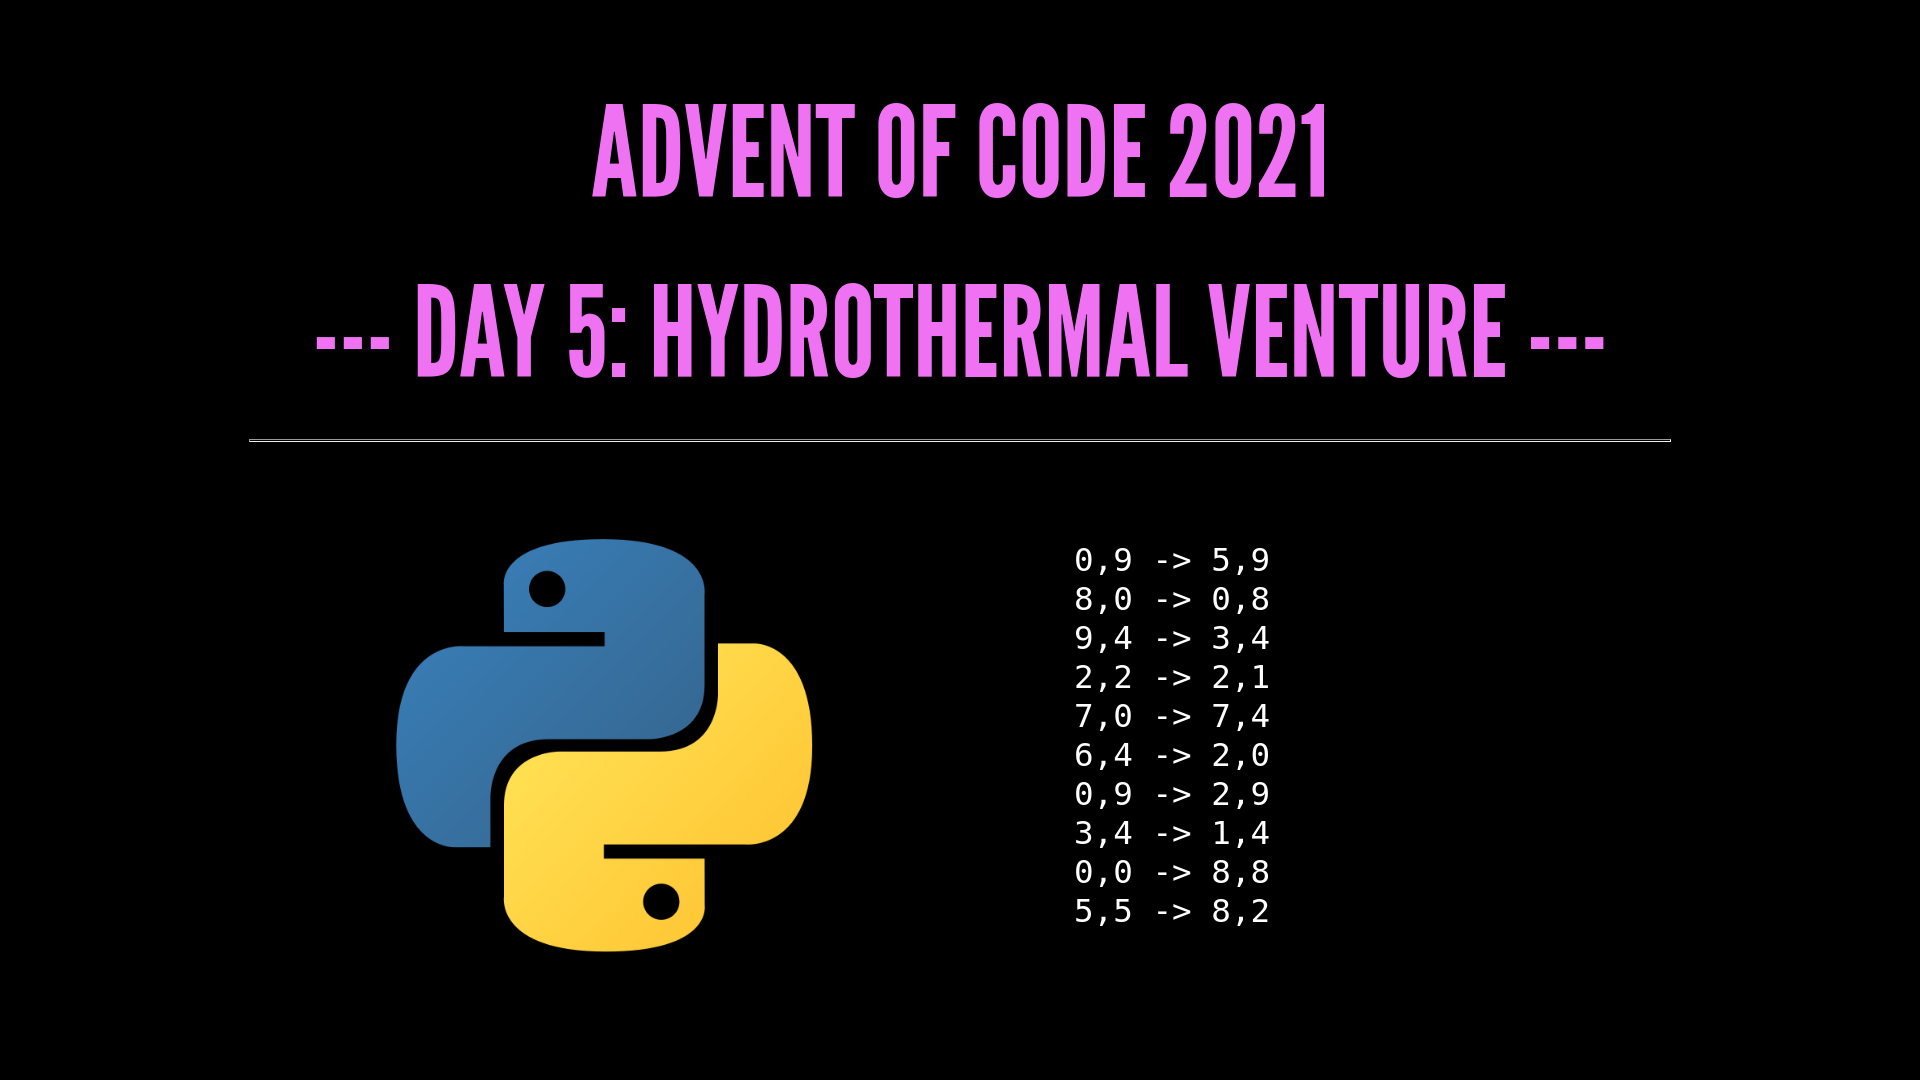 ADVENT OF CODE 2021
--- DAY 5: HYDROTHERMAL VENTURE ---
0,9 -> 5,9
8,0 -> 0,8
9,4 -> 3,4
2,2 -> 2,1
7,0 -> 7,4
6,4 -> 2,0
0,9 -> 2,9
3,4 -> 1,4
0,0 -> 8,8
5,5 -> 8,2